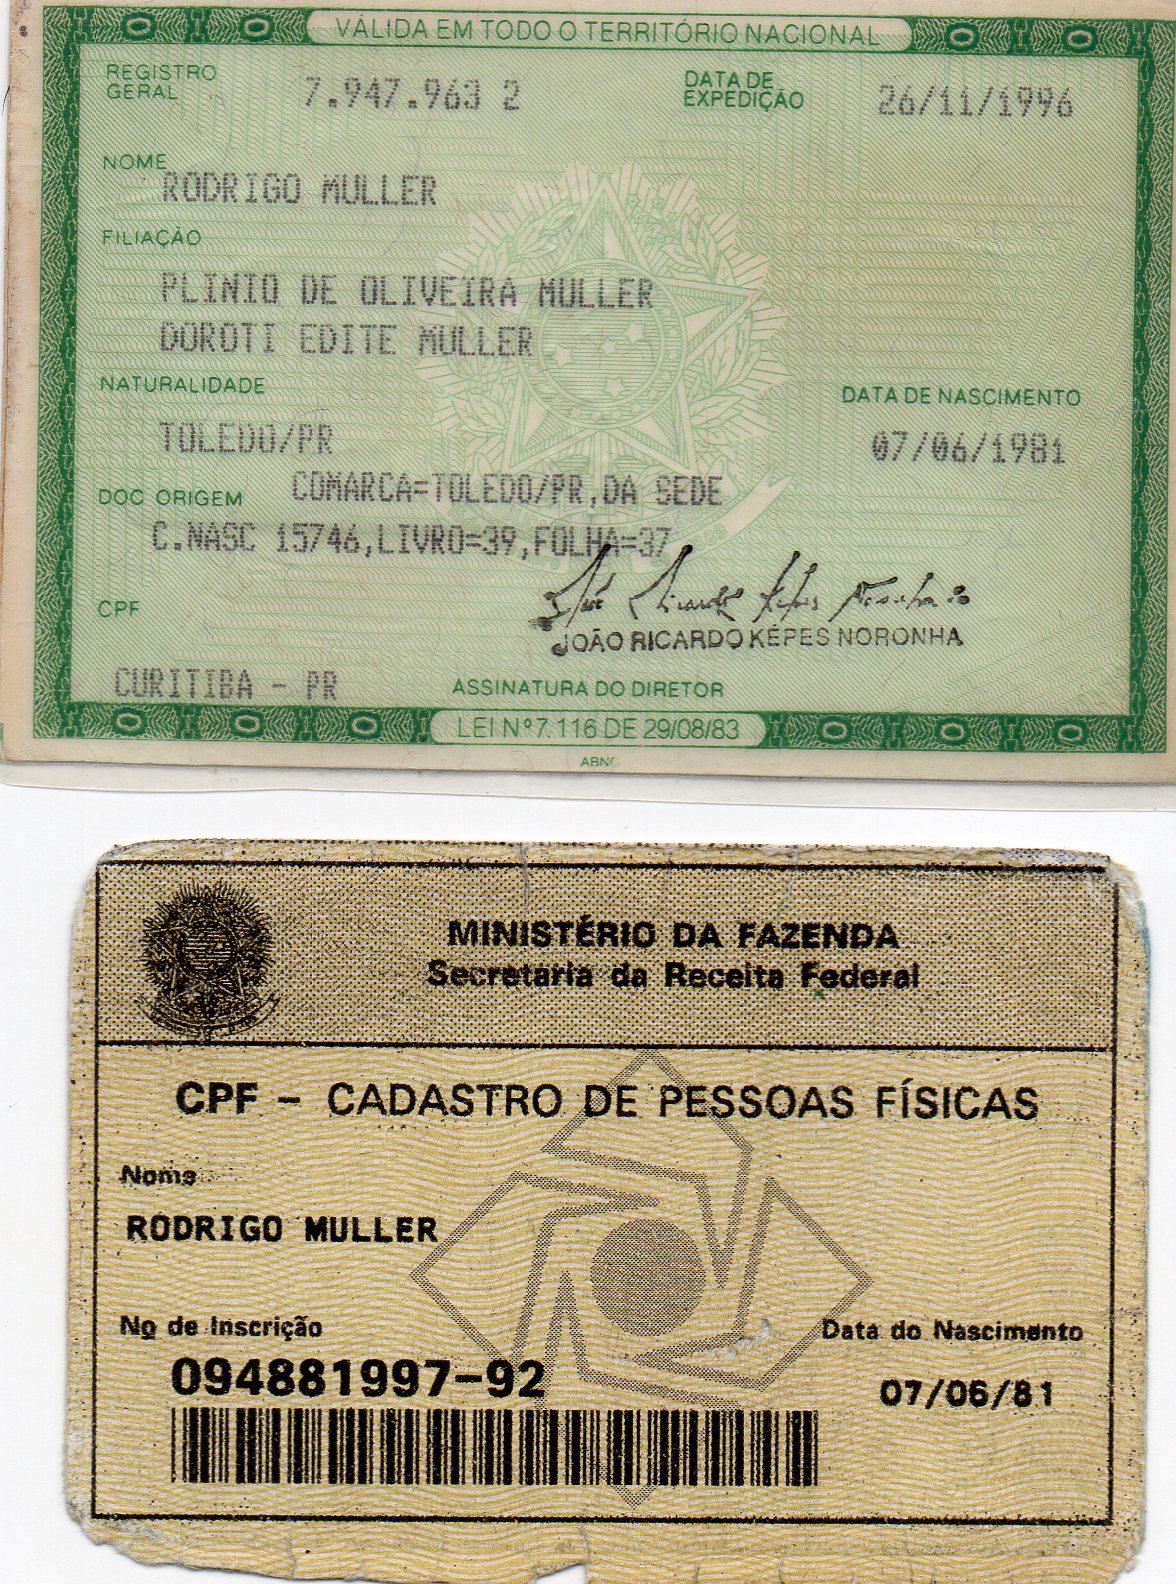 VÁLIDA EM TODO O TERRITÓRIO NACIONAL
REGISTRO GERAL 7.947.963 2 DATA DE EXPEDIÇÃO 26/11/1996
NOME
RODRIGO MULLER
FILIAÇÃO
PLINIO DE OLIVEIRA MULLER
DOROTI EDITE MULLER
NATURALIDADE DATA DE NASCIMENTO
TOLEDO/PR 07/06/1981
DOC ORIGEM COMARCA=TOLEDO/PR,DA SEDE
C.NASC 15746,LIVRO=39,FOLHA=37
CPF
JOÃO RICARDO KÉPES NORONHA
CURITIBA - PR ASSINATURA DO DIRETOR
LEI Nº 7.116 DE 29/08/83
ABNC
MINISTÉRIO DA FAZENDA
Secretaria da Receita Federal
CPF – CADASTRO DE PESSOAS FÍSICAS
Nome
RODRIGO MULLER
No de Inscrição Data do Nascimento
094881997-92 07/06/81